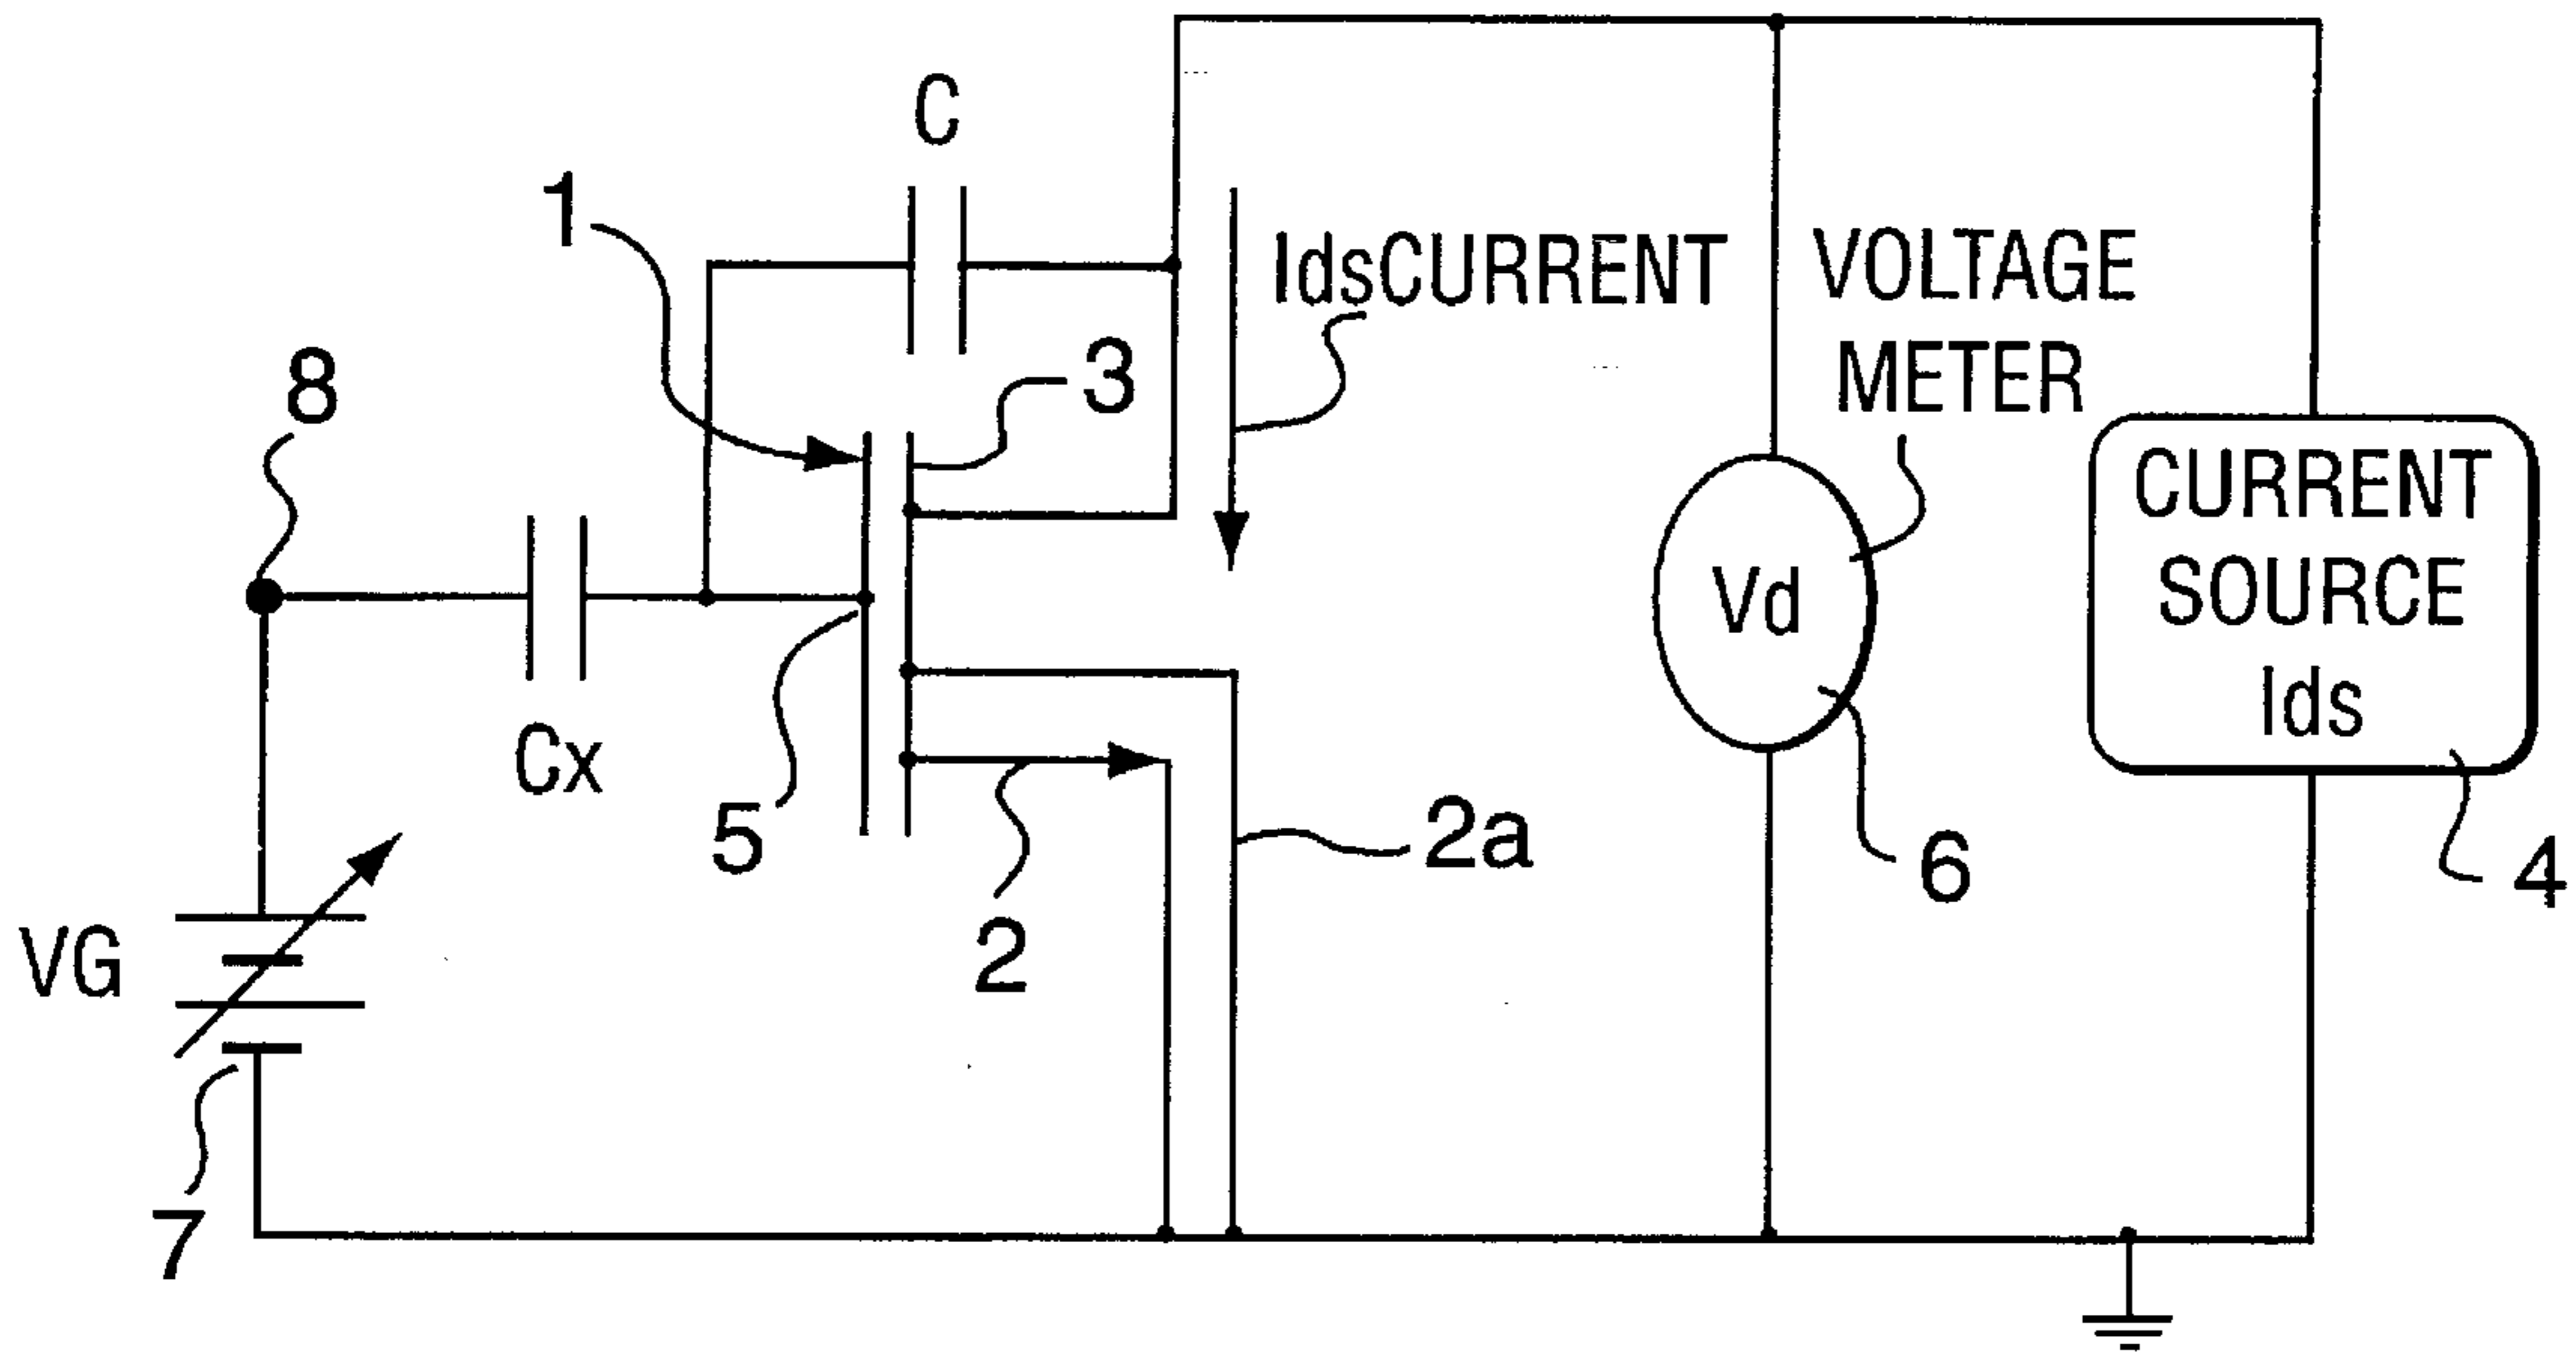 C
1
IdsCURRENT
VOLTAGE
METER
8
3
CURRENT
SOURCE
Ids
Vd
Cx
5
2a
6
4
2
VG
7